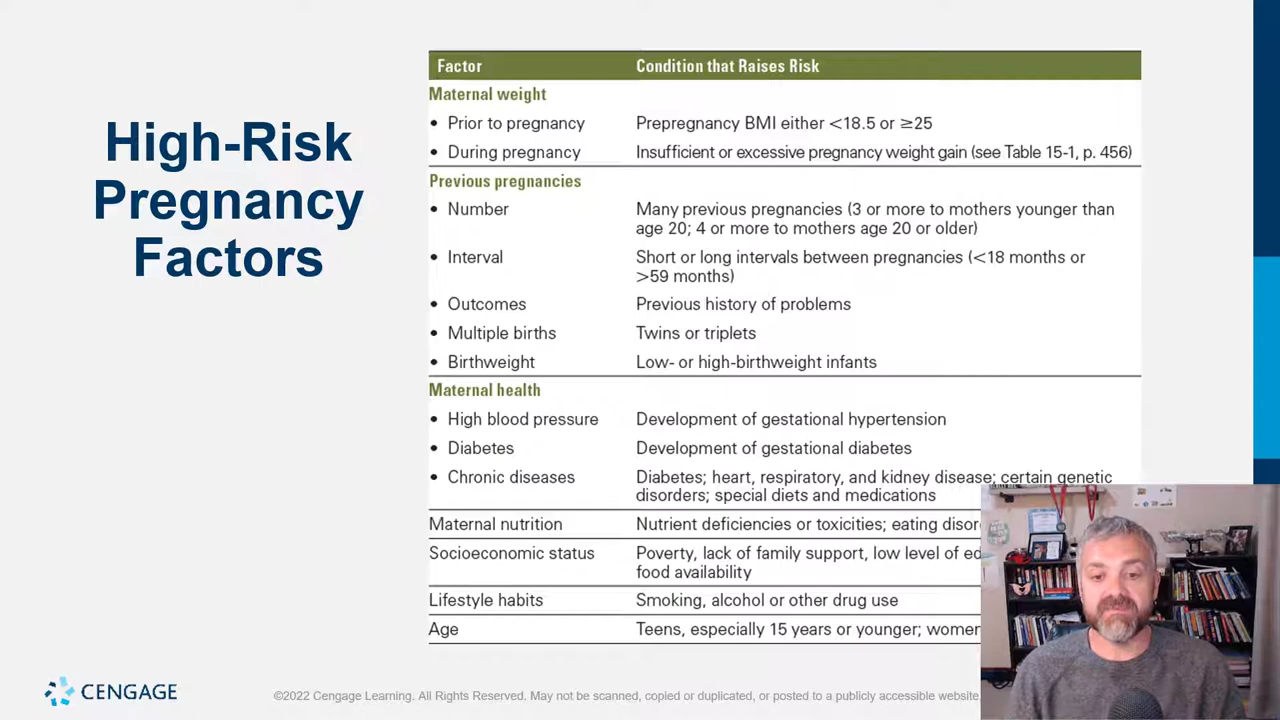 High-Risk
Pregnancy
Factors
Factor Condition that Raises Risk
Maternal weight
• Prior to pregnancy Prepregnancy BMI either <18.5 or ≥25
• During pregnancy Insufficient or excessive pregnancy weight gain (see Table 15-1, p. 456)
Previous pregnancies
• Number Many previous pregnancies (3 or more to mothers younger than
age 20; 4 or more to mothers age 20 or older)
• Interval Short or long intervals between pregnancies (<18 months or
>59 months)
• Outcomes Previous history of problems
• Multiple births Twins or triplets
• Birthweight Low- or high-birthweight infants
Maternal health
• High blood pressure Development of gestational hypertension
• Diabetes Development of gestational diabetes
• Chronic diseases Diabetes; heart, respiratory, and kidney disease; certain genetic
disorders; special diets and medications
Maternal nutrition Nutrient deficiencies or toxicities; eating
Socioeconomic status Poverty, lack of family support, low level of
food availability
Lifestyle habits Smoking, alcohol or other drug use
Age Teens, especially 15 years or younger; women
CENGAGE
©2022 Cengage Learning. All Rights Reserved. May not be scanned, copied or duplicated, or posted to a publicly accessible website,